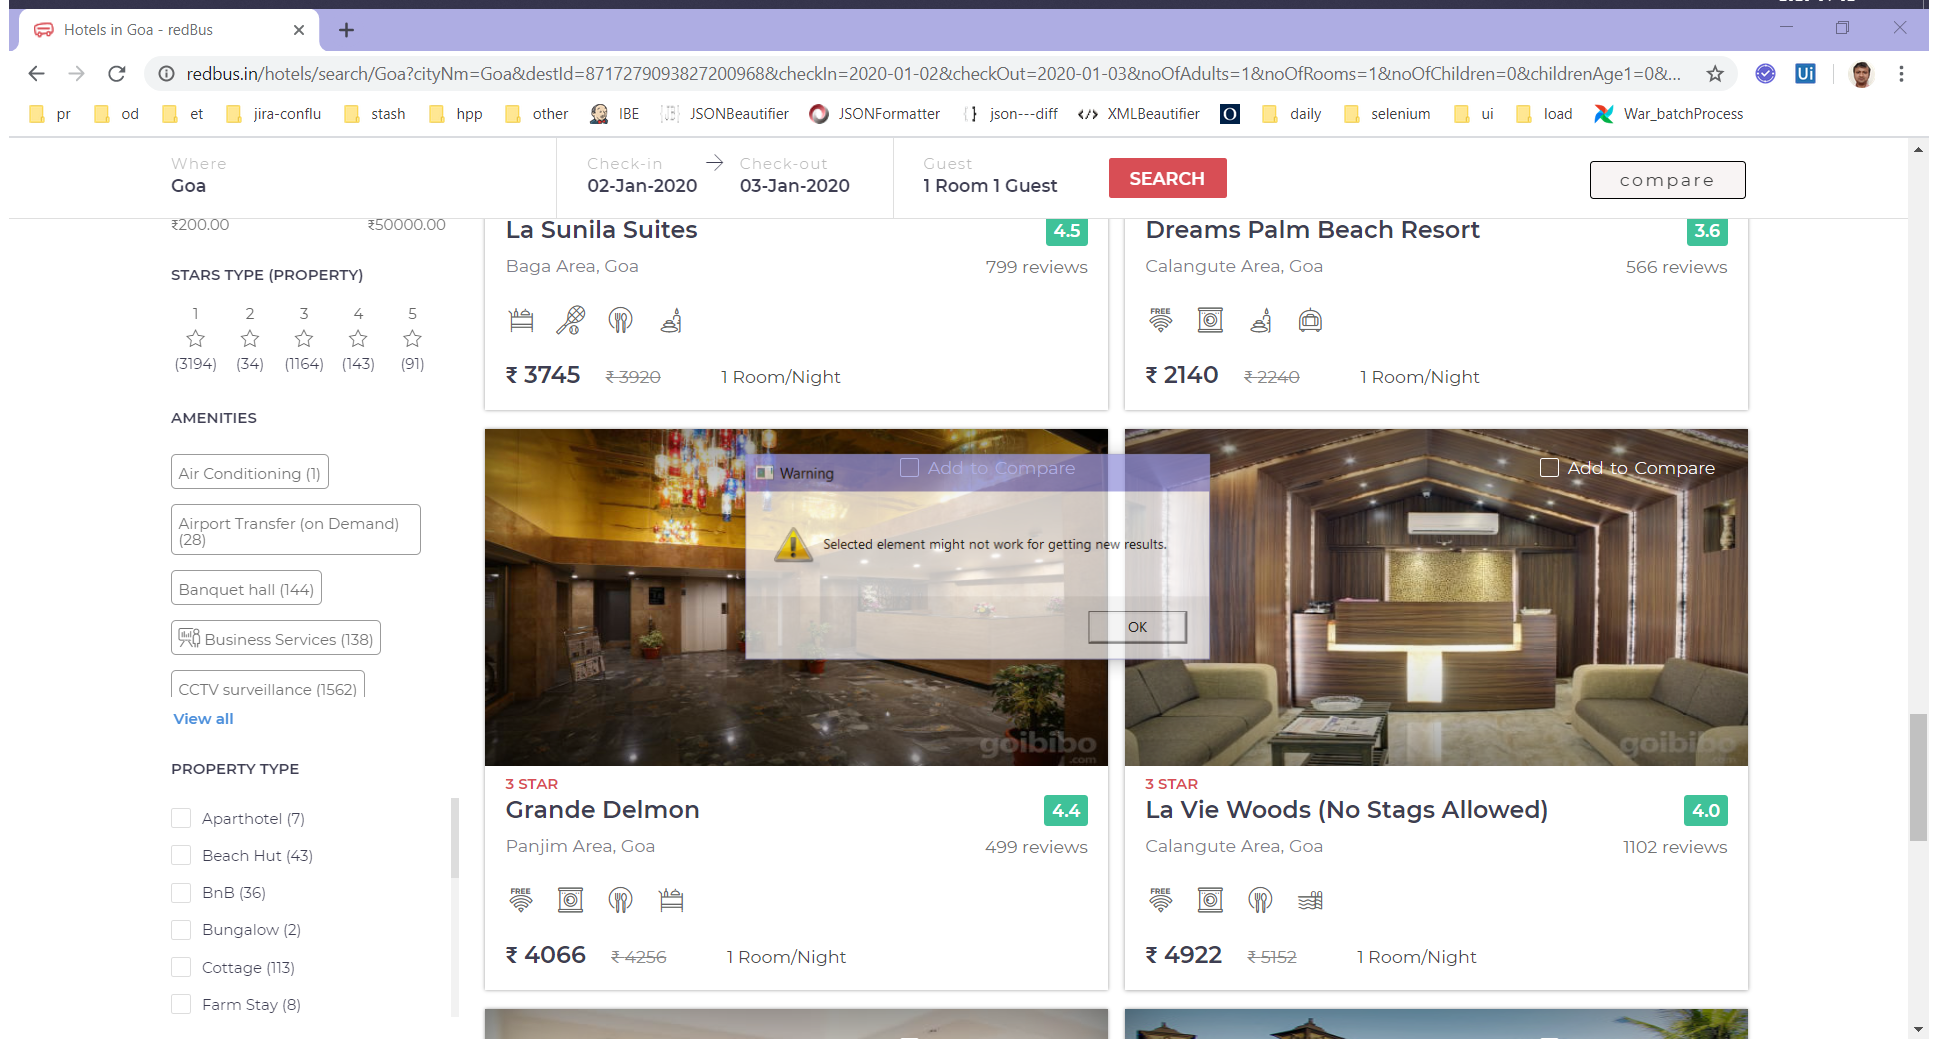 Hotels in Goa - redBus
redbus.in/hotels/search/Goa?cityNm=Goa&destId=8717279093827200968&checkIn=2020-01-02&checkOut=2020-01-03&noOfAdults=1&noOfRooms=1&noOfChildren=0&childrenAge1=0&...
Ui
pr od et jira-conflu stash hpp other IBE JSONBeautifier JSONFormatter json---diff XMLBeautifier O daily selenium ui load War_batchProcess
Where Check-in Check-out Guest
Goa 02-Jan-2020 03-Jan-2020 1 Room 1 Guest SEARCH compare
₹200.00 ₹50000.00
STARS TYPE (PROPERTY)
1 2 3 4 5
(3194) (34) (1164) (143) (91)
AMENITIES
Air Conditioning (1)
Airport Transfer (on Demand)
(28)
Banquet hall (144)
Business Services (138)
CCTV surveillance (1562)
View all
PROPERTY TYPE
Aparthotel (7)
Beach Hut (43)
BnB (36)
Bungalow (2)
Cottage (113)
Farm Stay (8)
La Sunila Suites 4.5
Baga Area, Goa 799 reviews
₹ 3745 ₹ 3920 1 Room/Night
Dreams Palm Beach Resort 3.6
Calangute Area, Goa 566 reviews
FREE
₹ 2140 ₹ 2240 1 Room/Night
Add to Compare
Warning
Selected element might not work for getting new results.
OK
goibibo
.com
3 STAR
Grande Delmon 4.4
Panjim Area, Goa 499 reviews
FREE
₹ 4066 ₹ 4256 1 Room/Night
Add to Compare
goibibo
3 STAR
La Vie Woods (No Stags Allowed) 4.0
Calangute Area, Goa 1102 reviews
FREE
₹ 4922 ₹ 5152 1 Room/Night